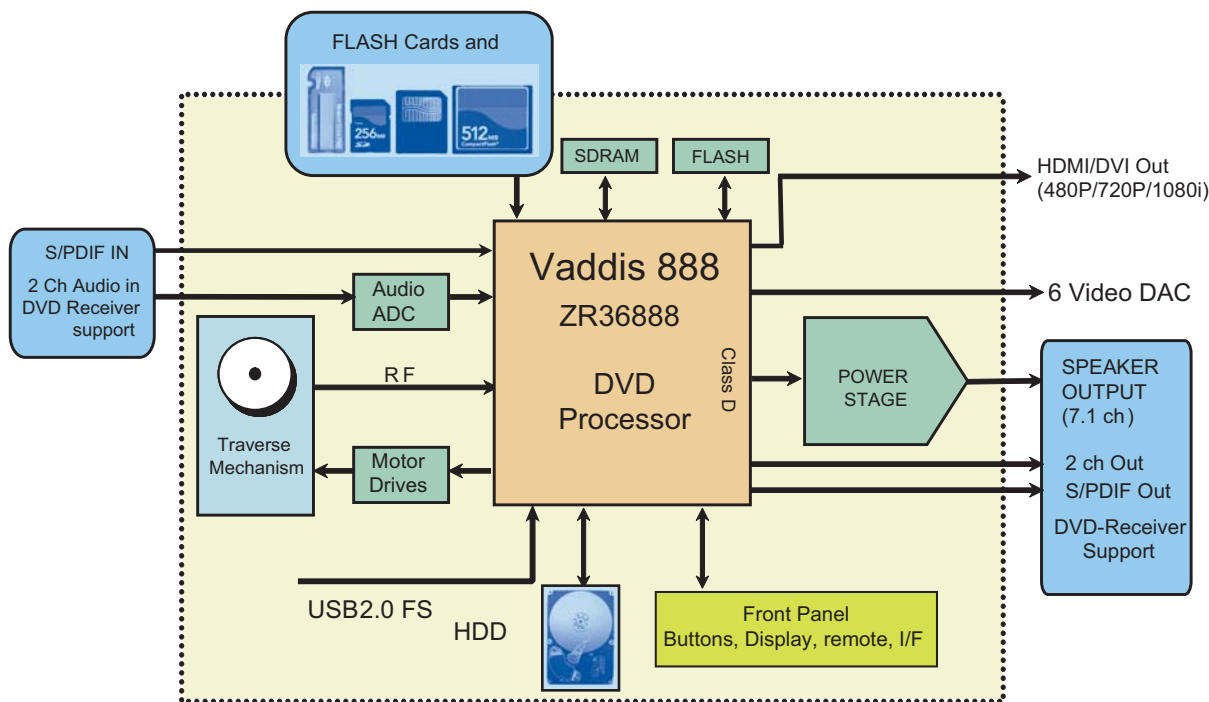 FLASH Cards and
256MB
SD
512MB
CompactFlash
SDRAM
FLASH
HDMI/DVI Out
(480P/720P/1080i)
S/PDIF IN
2 Ch Audio in
DVD Receiver
support
Audio
ADC
Vaddis 888
ZR36888
DVD
Processor
Class D
6 Video DAC
RF
Traverse
Mechanism
Motor
Drives
POWER
STAGE
SPEAKER
OUTPUT
(7.1 ch)
2 ch Out
S/PDIF Out
DVD-Receiver
Support
USB2.0 FS
HDD
Front Panel
Buttons, Display, remote, I/F